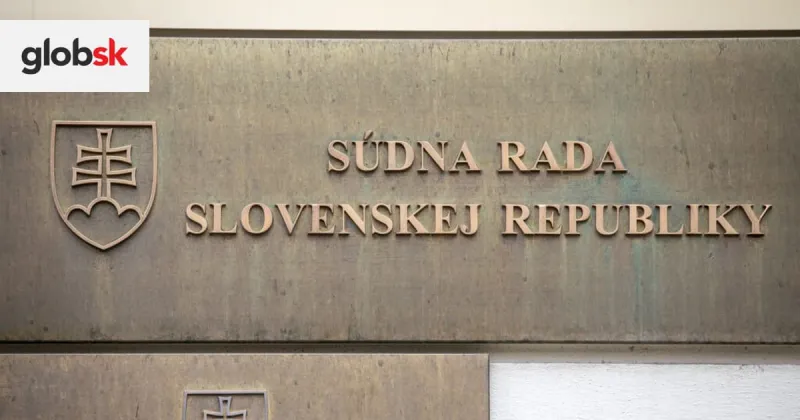 globsk
SÚDNA RADA
SLOVENSKEJ REPUBLIKY